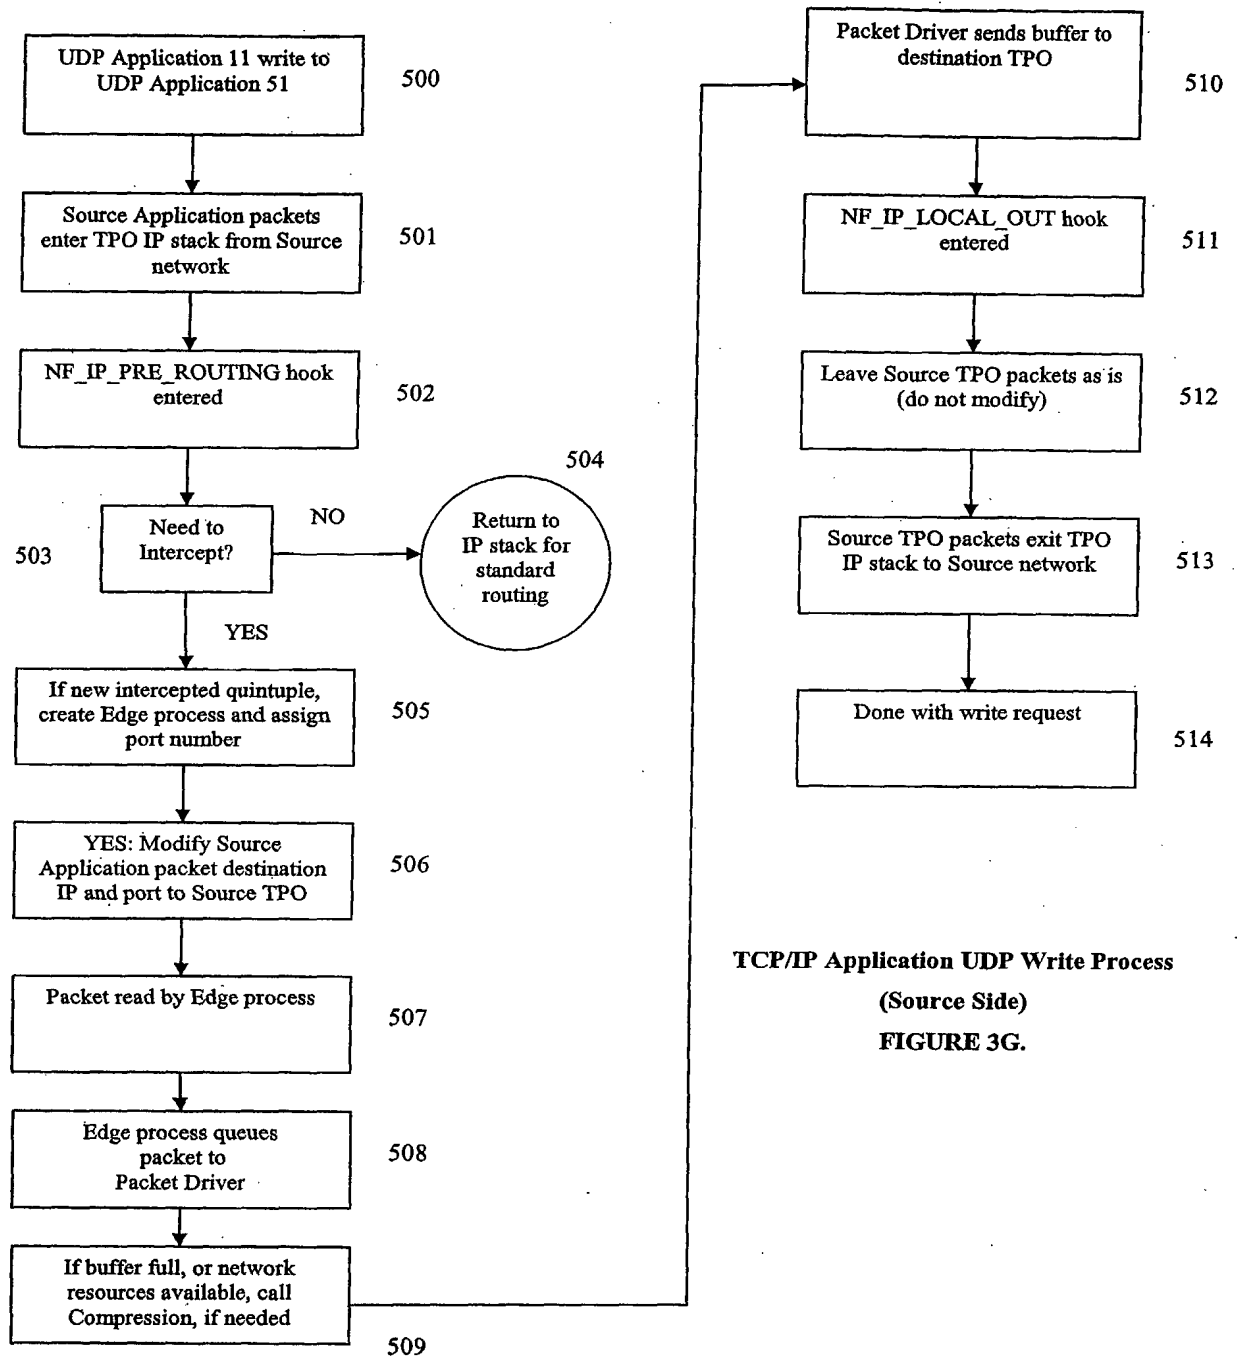 UDP Application 11 write to
UDP Application 51
500
Source Application packets
enter TPO IP stack from Source
network
501
NF_IP_PRE_ROUTING hook
entered
502
Need to
Intercept?
503
NO
504
Return to
IP stack for
standard
routing
YES
If new intercepted quintuple,
create Edge process and assign
port number
505
YES: Modify Source
Application packet destination
IP and port to Source TPO
506
Packet read by Edge process
507
Edge process queues
packet to
Packet Driver
508
If buffer full, or network
resources available, call
Compression, if needed
509
Packet Driver sends buffer to
destination TPO
510
NF_IP_LOCAL_OUT hook
entered
511
Leave Source TPO packets as is
(do not modify)
512
Source TPO packets exit TPO
IP stack to Source network
513
Done with write request
514
TCP/IP Application UDP Write Process
(Source Side)
FIGURE 3G.